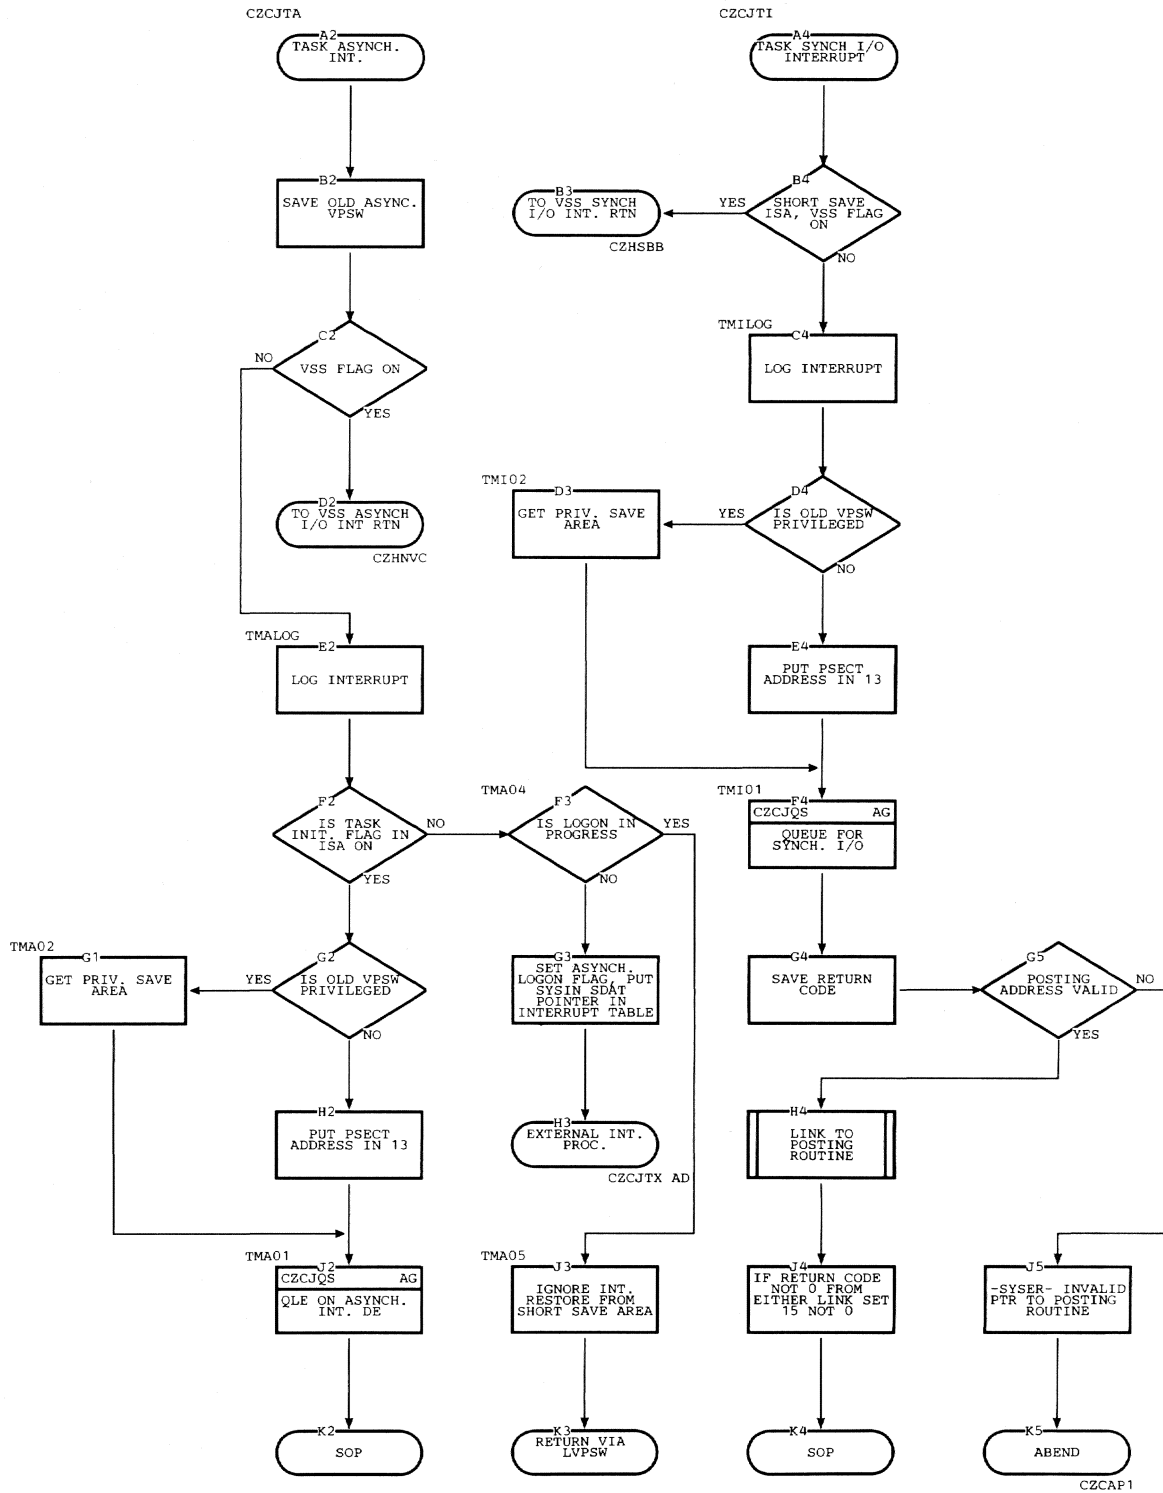 CZCJTA
A2
TASK ASYNCH.
INT.
B2
SAVE OLD ASYNC.
VPSW
C2
VSS FLAG ON
NO
YES
D2
TO VSS ASYNCH
I/O INT RTN
CZHNVC
TMALOG
E2
LOG INTERRUPT
F2
IS TASK
INIT. FLAG IN
ISA ON
NO
YES
TMA02
G1
GET PRIV. SAVE
AREA
G2
IS OLD VPSW
PRIVILEGED
YES
NO
H2
PUT PSECT
ADDRESS IN 13
TMA01
J2
CZCJQS AG
QLE ON ASYNCH.
INT. DE
K2
SOP
TMA04
F3
IS LOGON IN
PROGRESS
YES
NO
G3
SET ASYNCH.
LOGON FLAG, PUT
SYSIN SDAT
POINTER IN
INTERRUPT TABLE
H3
EXTERNAL INT.
PROC.
CZCJTX AD
TMA05
J3
IGNORE INT.
RESTORE FROM
SHORT SAVE AREA
K3
RETURN VIA
LVPSW
CZCJTI
A4
TASK SYNCH I/O
INTERRUPT
B3
TO VSS SYNCH
I/O INT. RTN
CZHSBB
B4
SHORT SAVE
ISA, VSS FLAG
ON
YES
NO
TMILOG
C4
LOG INTERRUPT
TMI02
D3
GET PRIV. SAVE
AREA
D4
IS OLD VPSW
PRIVILEGED
YES
NO
E4
PUT PSECT
ADDRESS IN 13
TMI01
F4
CZCJQS AG
QUEUE FOR
SYNCH. I/O
G4
SAVE RETURN
CODE
G5
POSTING
ADDRESS VALID
NO
YES
H4
LINK TO
POSTING
ROUTINE
J4
IF RETURN CODE
NOT 0 FROM
EITHER LINK SET
15 NOT 0
K4
SOP
J5
-SYSER- INVALID
PTR TO POSTING
ROUTINE
K5
ABEND
CZCAP1